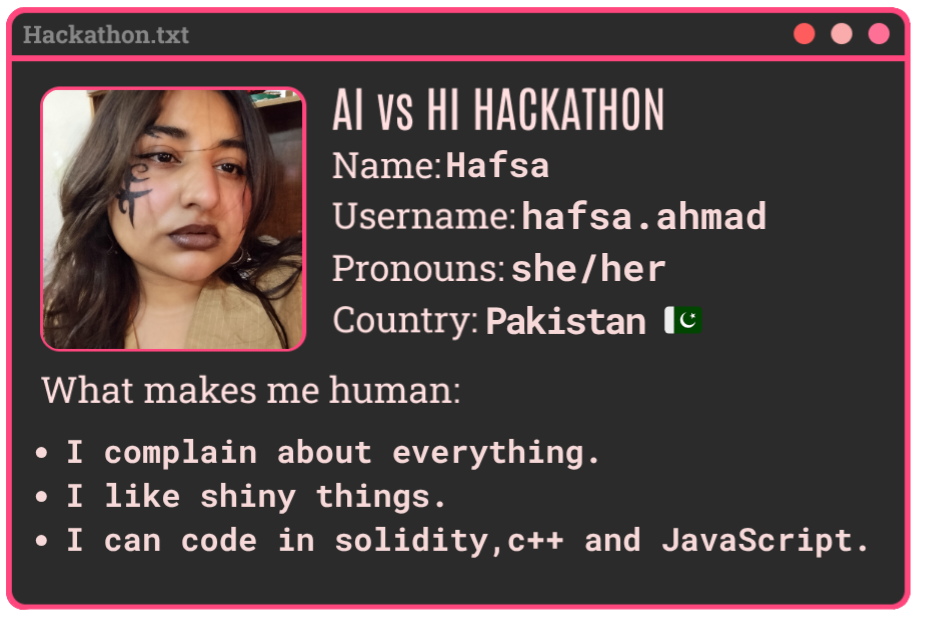 Hackathon.txt
AI vs HI HACKATHON
Name:Hafsa
Username:hafsa.ahmad
Pronouns:she/her
Country: Pakistan 🇵🇰
What makes me human:
• I complain about everything.
• I like shiny things.
• I can code in solidity,c++ and JavaScript.